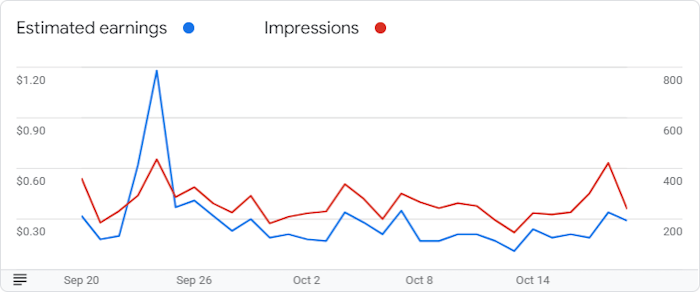 Estimated earnings Impressions
$1.20 800
$0.90 600
$0.60 400
$0.30 200
Sep 20 Sep 26 Oct 2 Oct 8 Oct 14